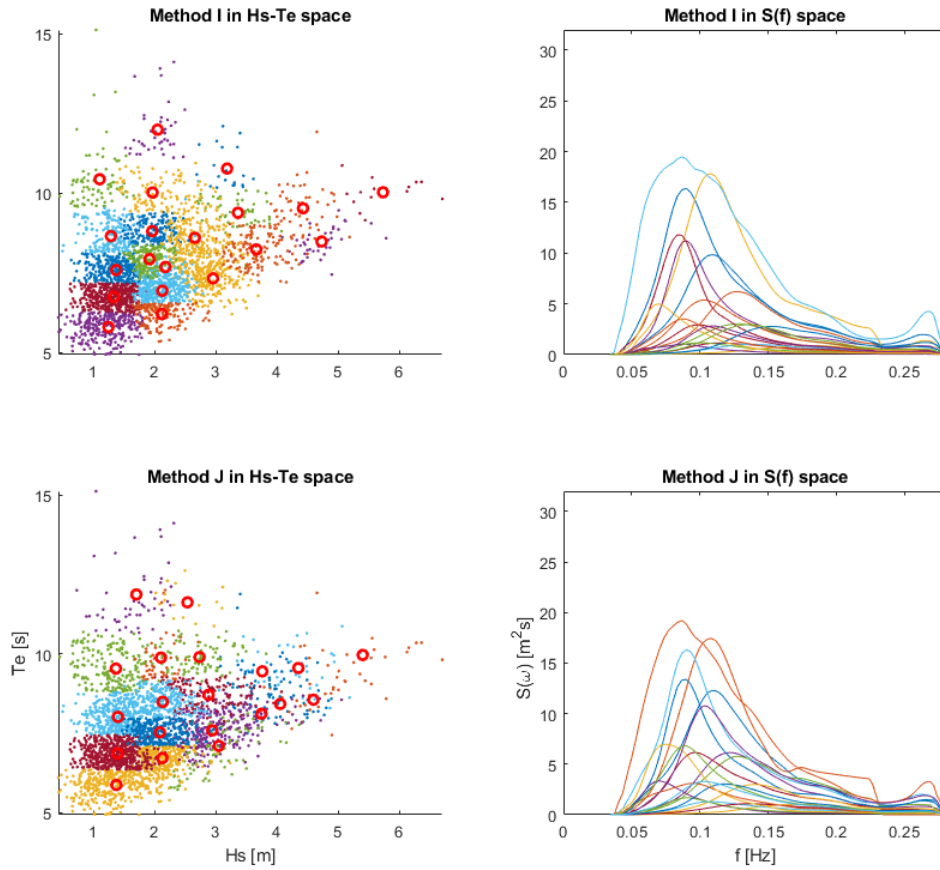 Method I in Hs-Te space
15
10
5
1 2 3 4 5 6
Method I in S(f) space
30
25
20
15
10
5
0
0 0.05 0.1 0.15 0.2 0.25
Method J in Hs-Te space
15
10
5
Te [s]
1 2 3 4 5 6
Hs [m]
Method J in S(f) space
30
25
20
15
10
5
0
S(ω) [m²s]
0 0.05 0.1 0.15 0.2 0.25
f [Hz]